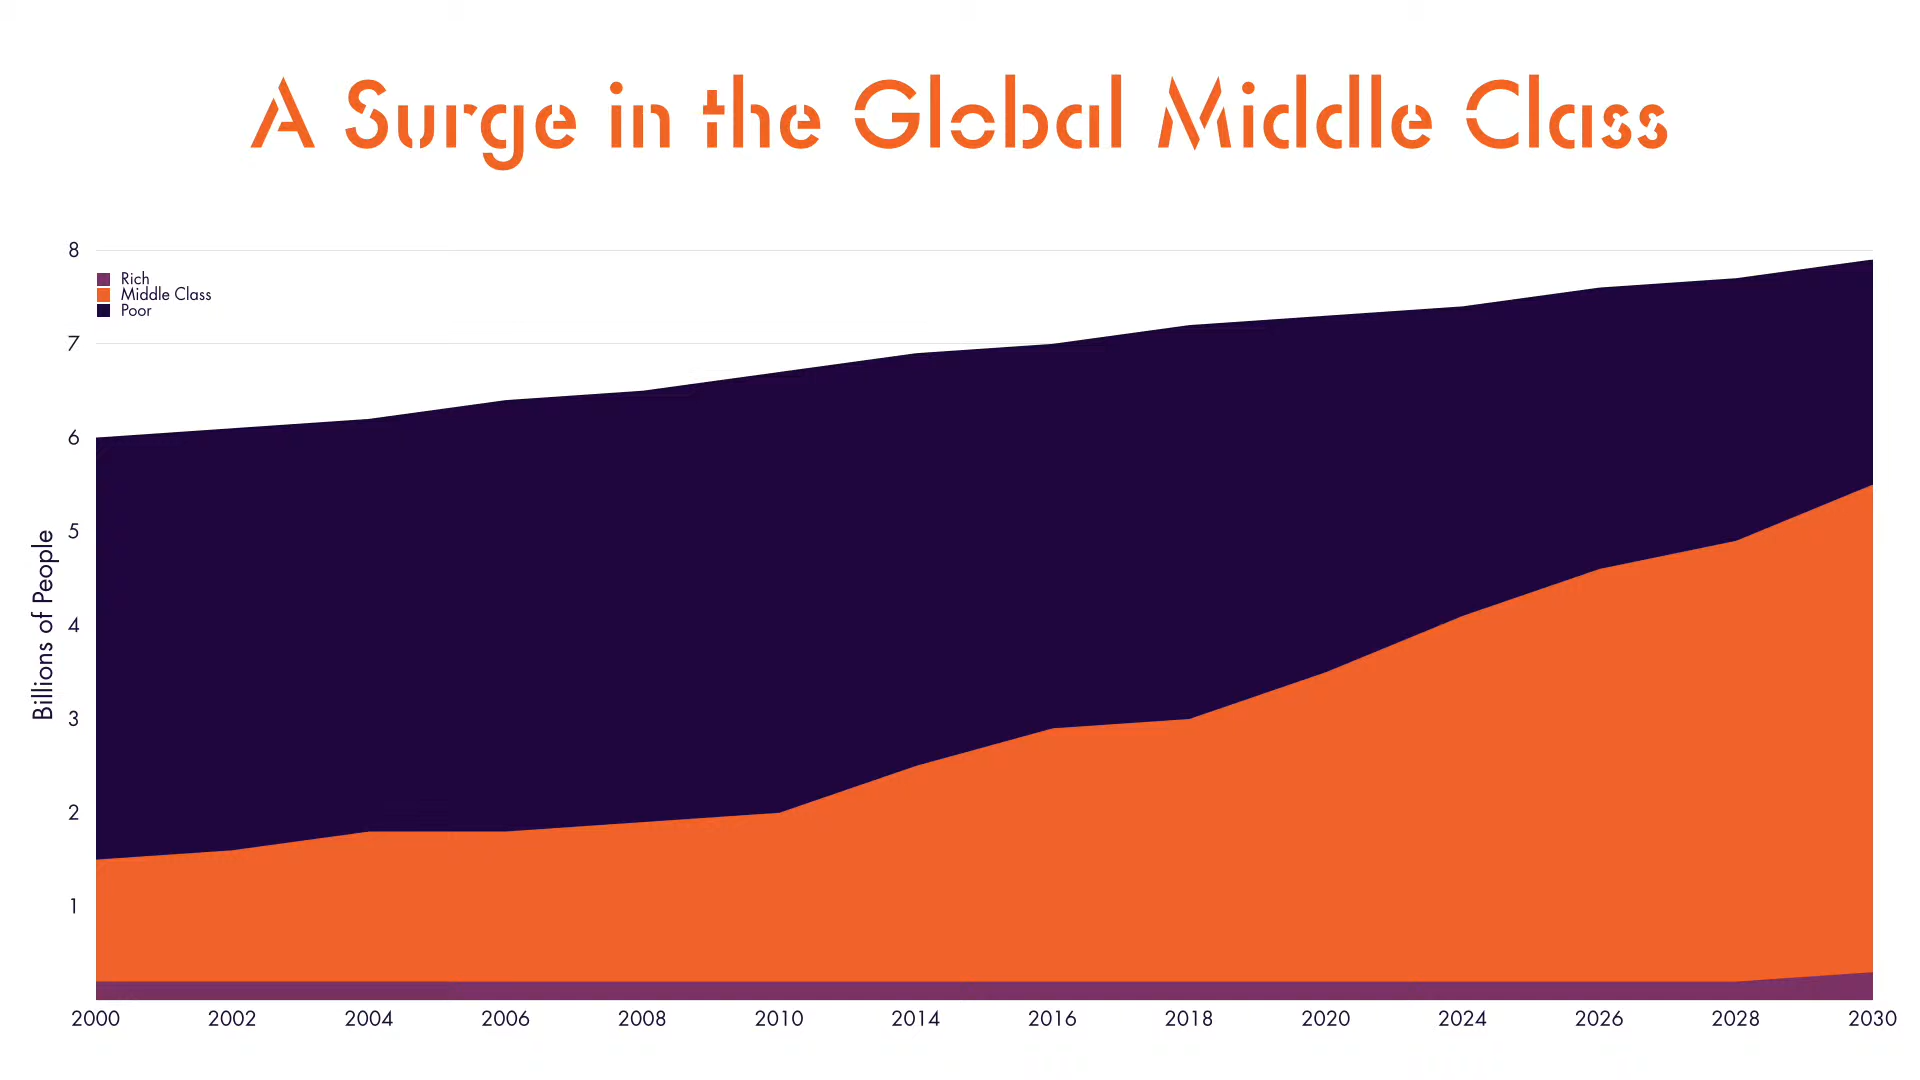 A Surge in the Global Middle Class
8
Rich
Middle Class
Poor
7
6
5
4
3
2
1
Billions of People
2000 2002 2004 2006 2008 2010 2014 2016 2018 2020 2024 2026 2028 2030